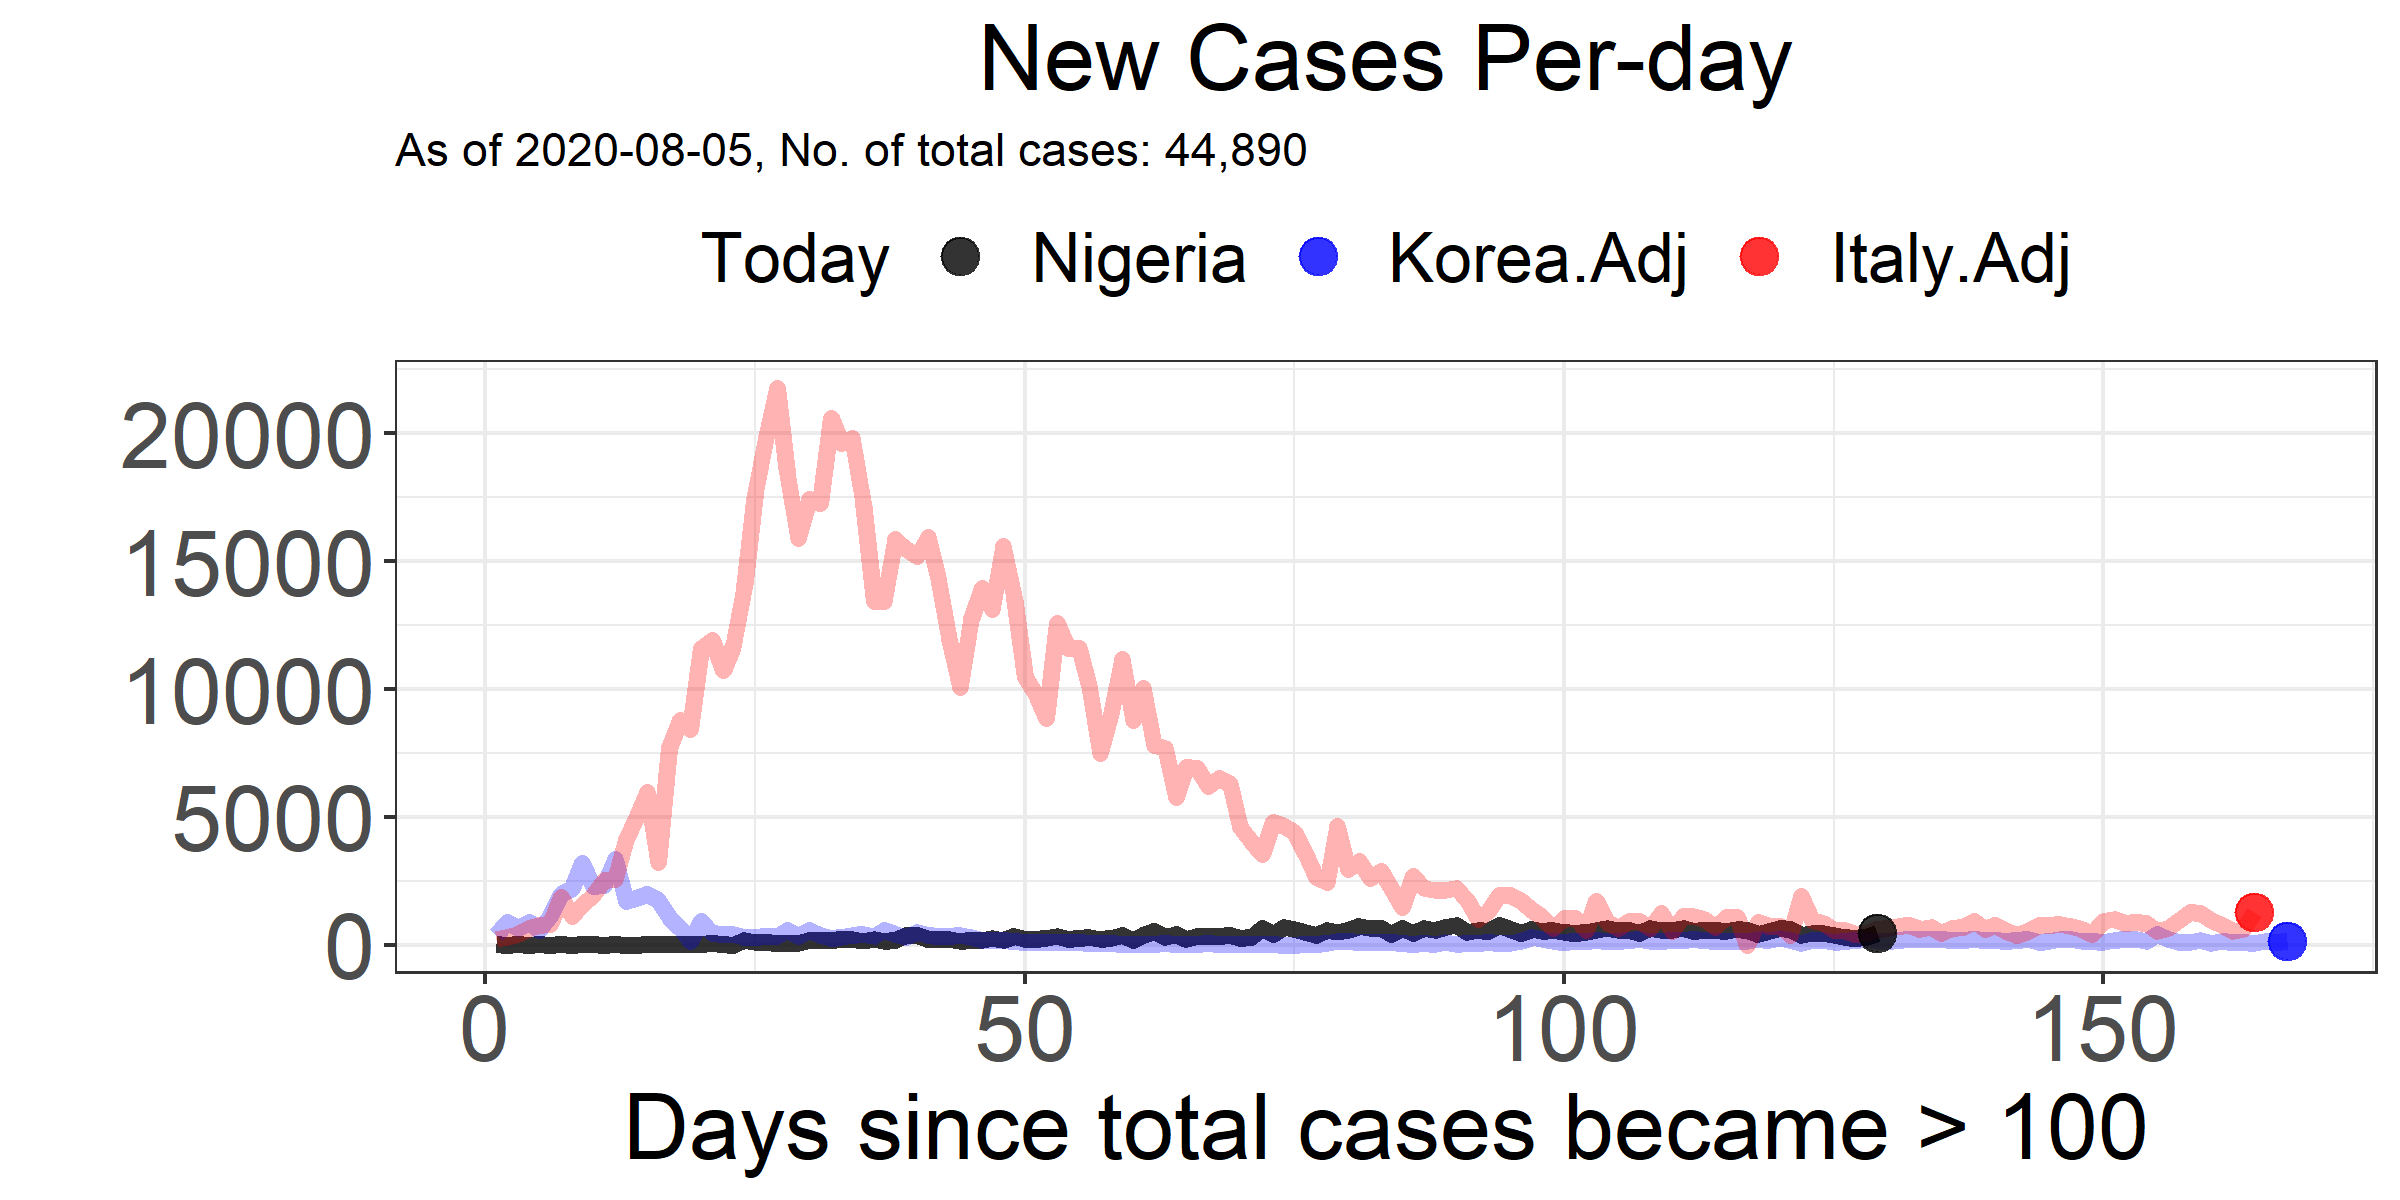 New Cases Per-day
As of 2020-08-05, No. of total cases: 44,890
Today Nigeria Korea.Adj Italy.Adj
20000
15000
10000
5000
0
0 50 100 150
Days since total cases became > 100